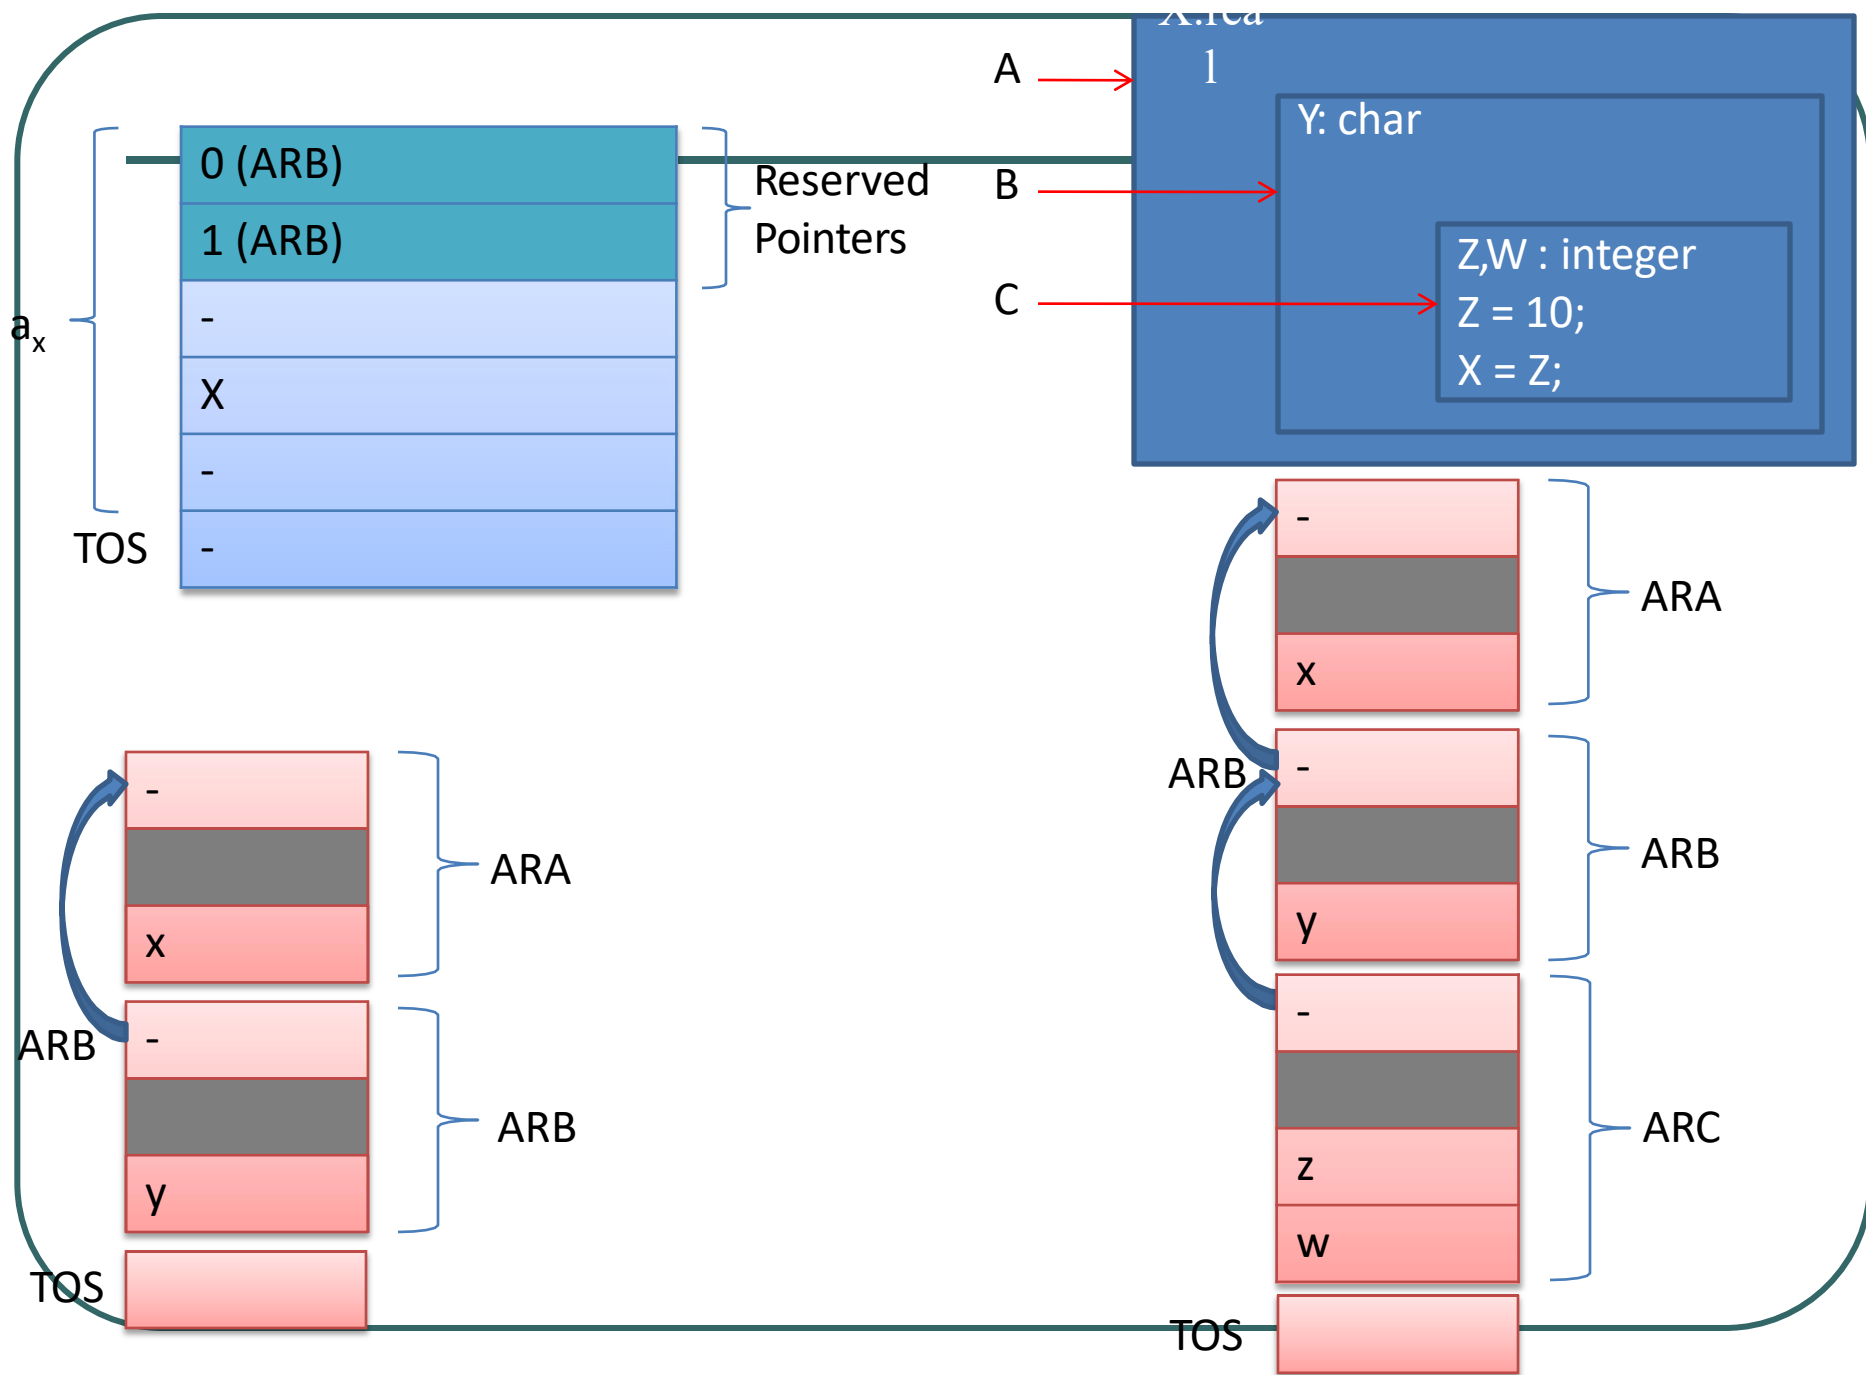 X:rea
l
A
Y: char
0 (ARB)
Reserved
Pointers
B
1 (ARB)
Z,W : integer
Z = 10;
X = Z;
C
-
ax
X
-
TOS
-
-
ARA
x
ARB
-
ARB
y
-
ARC
z
w
TOS
-
ARA
x
ARB
-
ARB
y
TOS